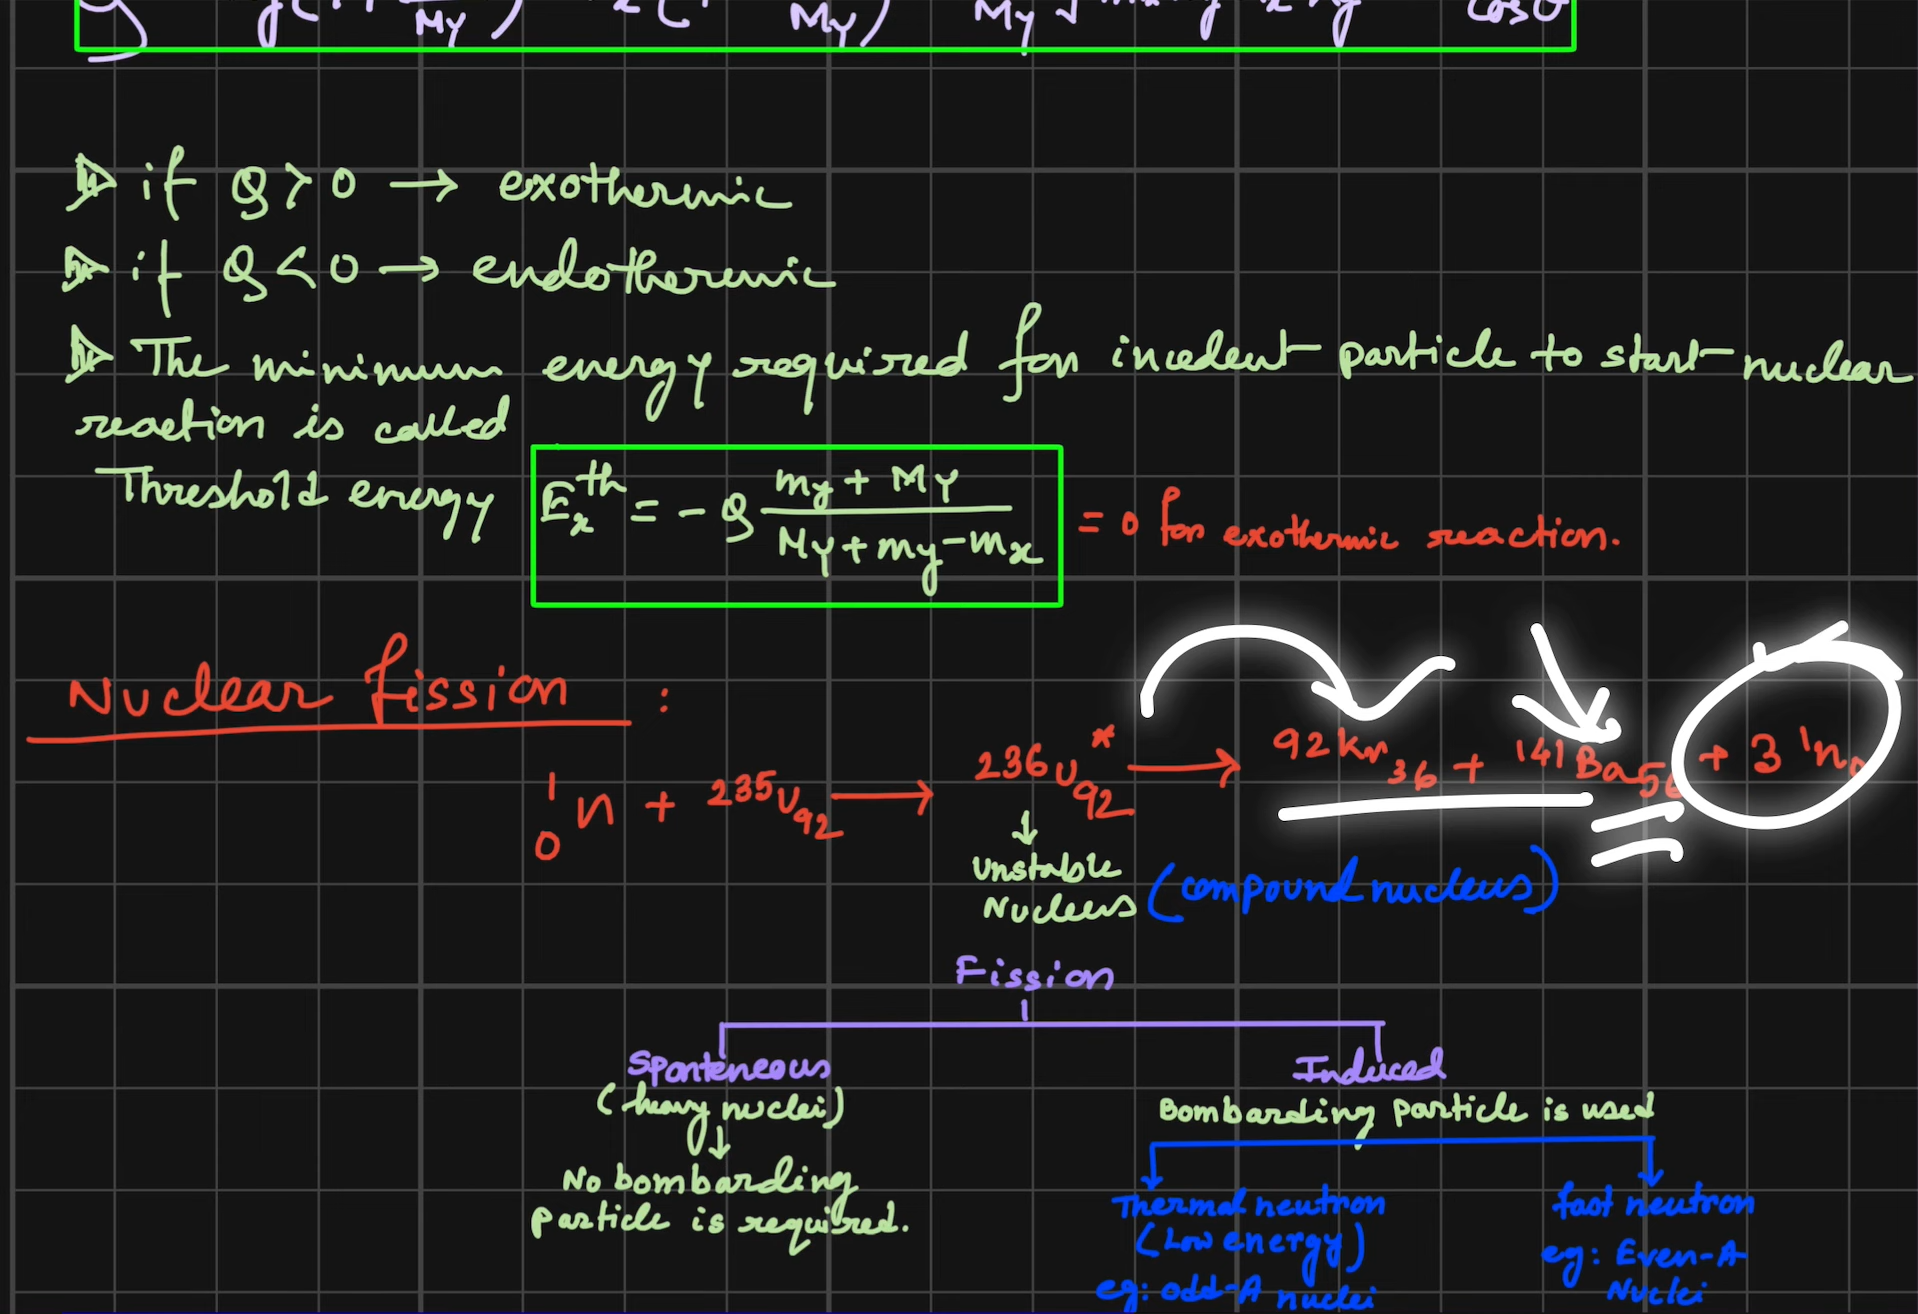 if Q > 0 → exothermic
if Q < 0 → endothermic
The minimum energy required for incedent particle to start nuclear
reaction is called
Threshold energy E_x^th = - Q (m_y + M_Y)/(M_Y + m_y - m_x) = 0 for exothermic reaction.
Nuclear fission :
¹₀n + ²³⁵U₉₂ → ²³⁶U₉₂* → ⁹²Kr₃₆ + ¹⁴¹Ba₅₆ + 3 ¹n₀
↓
Unstable
Nucleus (compound nucleus)
Fission
Sponteneous Induced
(heavy nuclei) Bombarding particle is used
↓
No bombarding
particle is required.
Thermal neutron fast neutron
(Low energy) eg: Even-A
eg: odd-A nuclei Nuclei